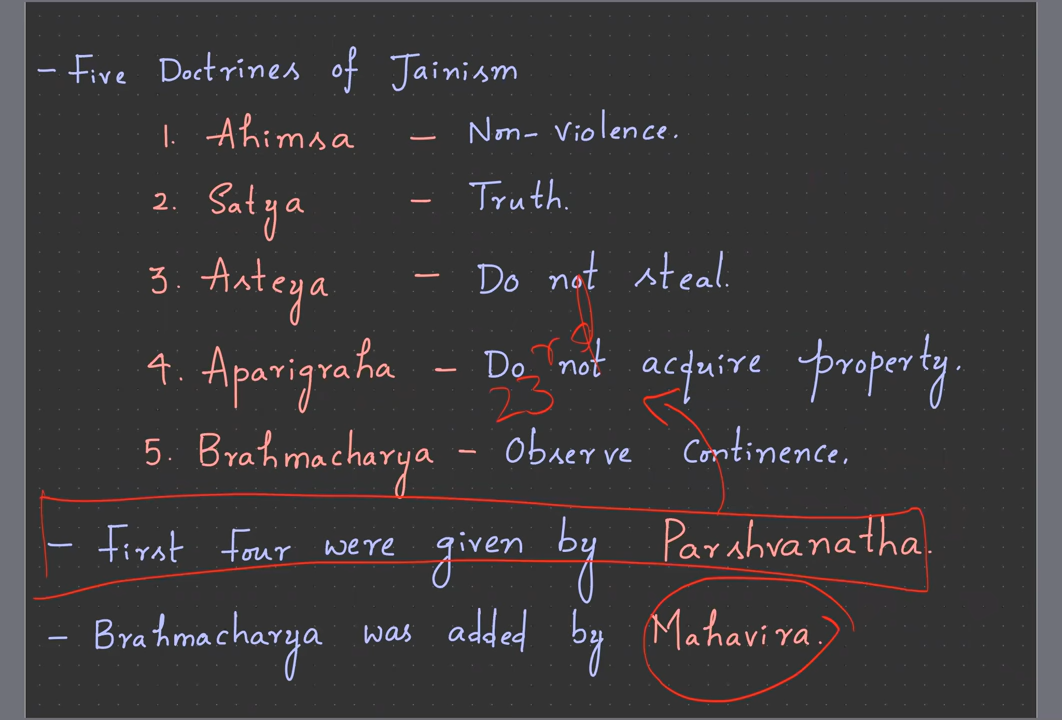 - Five Doctrines of Jainism
1. Ahimsa - Non-violence.
2. Satya - Truth.
3. Asteya - Do not steal.
4. Aparigraha - Do not acquire property.
23rd
5. Brahmacharya - Observe continence.
- First four were given by Parshvanatha.
- Brahmacharya was added by Mahavira.